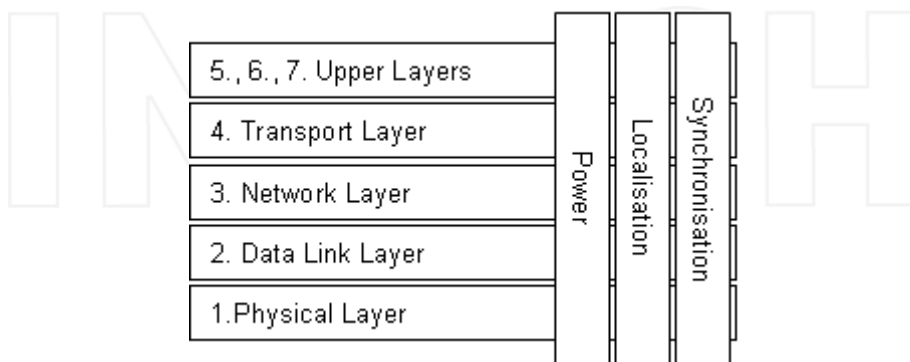 5., 6., 7. Upper Layers
4. Transport Layer
3. Network Layer
2. Data Link Layer
1.Physical Layer
Power
Localisation
Synchronisation